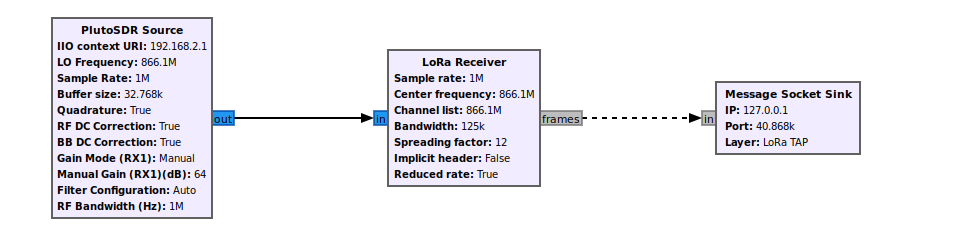 PlutoSDR Source
IIO context URI: 192.168.2.1
LO Frequency: 866.1M
Sample Rate: 1M
Buffer size: 32.768k
Quadrature: True
RF DC Correction: True
BB DC Correction: True
Gain Mode (RX1): Manual
Manual Gain (RX1)(dB): 64
Filter Configuration: Auto
RF Bandwidth (Hz): 1M
out
in
LoRa Receiver
Sample rate: 1M
Center frequency: 866.1M
Channel list: 866.1M
Bandwidth: 125k
Spreading factor: 12
Implicit header: False
Reduced rate: True
frames
in
Message Socket Sink
IP: 127.0.0.1
Port: 40.868k
Layer: LoRa TAP